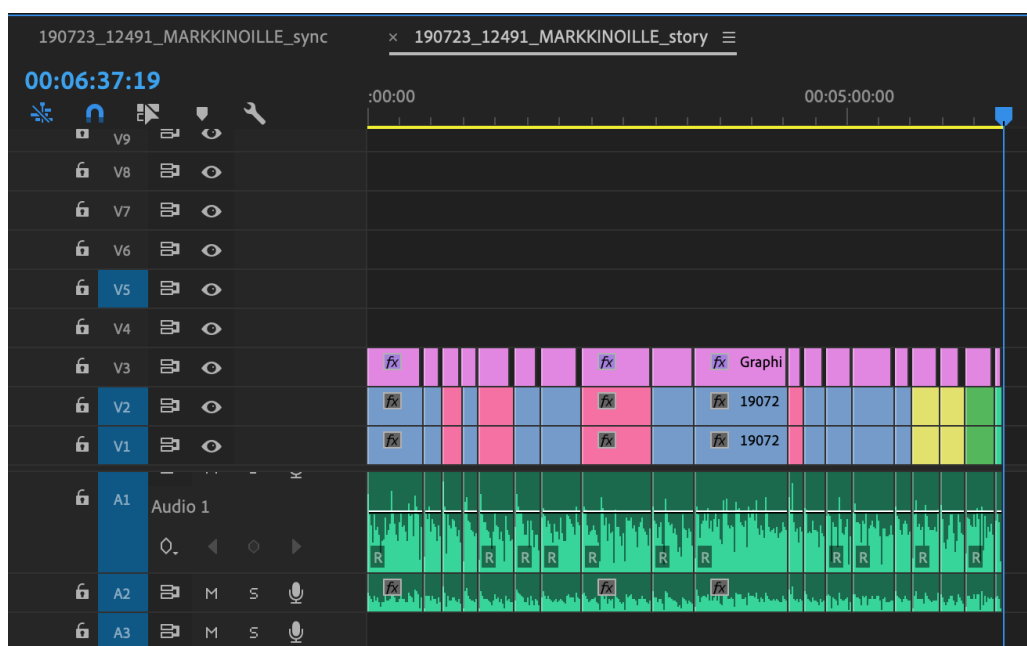 190723_12491_MARKKINOILLE_sync
× 190723_12491_MARKKINOILLE_story
00:06:37:19
:00:00
00:05:00:00
V9
V8
V7
V6
V5
V4
V3
fx
fx
fx Graphi
V2
fx
fx
fx 19072
V1
fx
fx
fx 19072
A1
Audio 1
R R R R R R R R R R R
A2
M S
fx
fx
fx
A3
M S